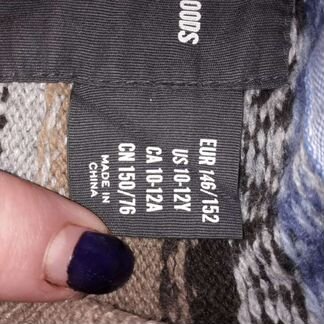 OODS
EUR 146/152
US 10-12Y
CA 10-12A
CN 150/76
MADE IN
CHINA